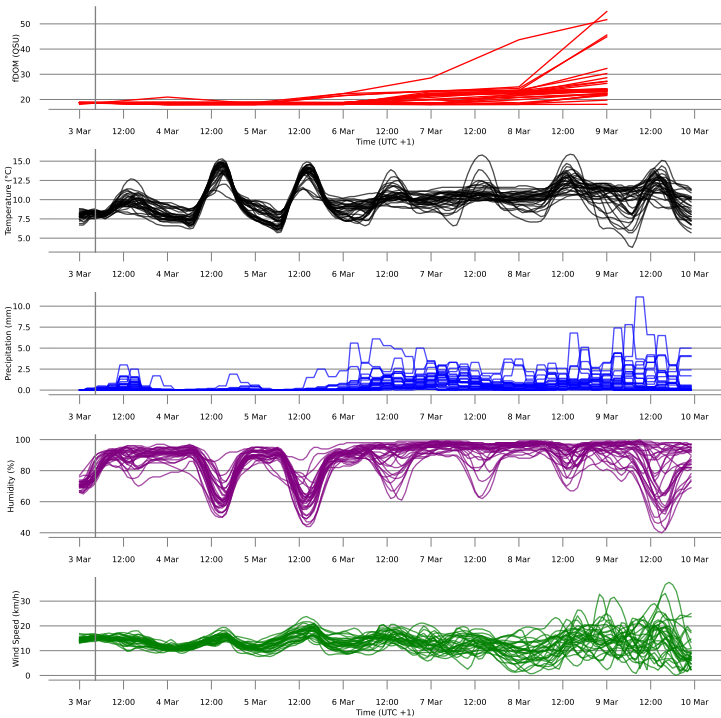 fDOM (QSU)
50
40
30
20
3 Mar 12:00 4 Mar 12:00 5 Mar 12:00 6 Mar 12:00 7 Mar 12:00 8 Mar 12:00 9 Mar 12:00 10 Mar
Time (UTC +1)
Temperature (°C)
15.0
12.5
10.0
7.5
5.0
3 Mar 12:00 4 Mar 12:00 5 Mar 12:00 6 Mar 12:00 7 Mar 12:00 8 Mar 12:00 9 Mar 12:00 10 Mar
Precipitation (mm)
10.0
7.5
5.0
2.5
0.0
3 Mar 12:00 4 Mar 12:00 5 Mar 12:00 6 Mar 12:00 7 Mar 12:00 8 Mar 12:00 9 Mar 12:00 10 Mar
Humidity (%)
100
80
60
40
3 Mar 12:00 4 Mar 12:00 5 Mar 12:00 6 Mar 12:00 7 Mar 12:00 8 Mar 12:00 9 Mar 12:00 10 Mar
Wind Speed (km/h)
30
20
10
0
3 Mar 12:00 4 Mar 12:00 5 Mar 12:00 6 Mar 12:00 7 Mar 12:00 8 Mar 12:00 9 Mar 12:00 10 Mar
Time (UTC +1)